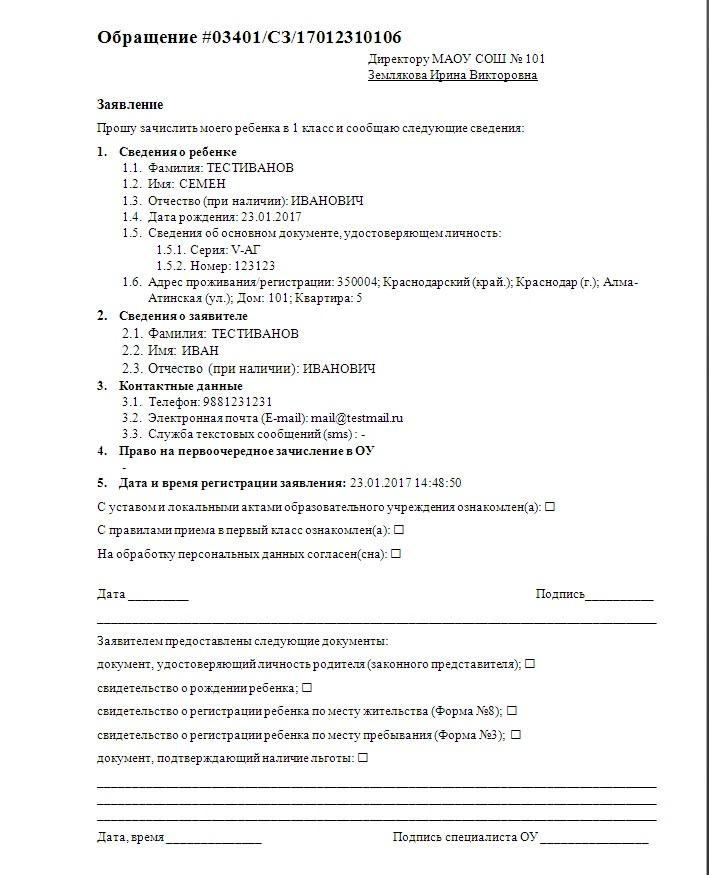 Обращение #03401/СЗ/17012310106
Директору МАОУ СОШ № 101
Землякова Ирина Викторовна
Заявление
Прошу зачислить моего ребенка в 1 класс и сообщаю следующие сведения:
1. Сведения о ребенке
1.1. Фамилия: ТЕСТИВАНОВ
1.2. Имя: СЕМЕН
1.3. Отчество (при наличии): ИВАНОВИЧ
1.4. Дата рождения: 23.01.2017
1.5. Сведения об основном документе, удостоверяющем личность:
1.5.1. Серия: V-АГ
1.5.2. Номер: 123123
1.6. Адрес проживания/регистрации: 350004; Краснодарский (край.); Краснодар (г.); Алма-
Атинская (ул.); Дом: 101; Квартира: 5
2. Сведения о заявителе
2.1. Фамилия: ТЕСТИВАНОВ
2.2. Имя: ИВАН
2.3. Отчество (при наличии): ИВАНОВИЧ
3. Контактные данные
3.1. Телефон: 9881231231
3.2. Электронная почта (E-mail): mail@testmail.ru
3.3. Служба текстовых сообщений (sms) : -
4. Право на первоочередное зачисление в ОУ
-
5. Дата и время регистрации заявления: 23.01.2017 14:48:50
С уставом и локальными актами образовательного учреждения ознакомлен(а): ☐
С правилами приема в первый класс ознакомлен(а): ☐
На обработку персональных данных согласен(сна): ☐
Дата _________ Подпись__________
Заявителем предоставлены следующие документы:
документ, удостоверяющий личность родителя (законного представителя); ☐
свидетельство о рождении ребенка; ☐
свидетельство о регистрации ребенка по месту жительства (Форма №8); ☐
свидетельство о регистрации ребенка по месту пребывания (Форма №3); ☐
документ, подтверждающий наличие льготы: ☐
Дата, время ______________ Подпись специалиста ОУ ________________